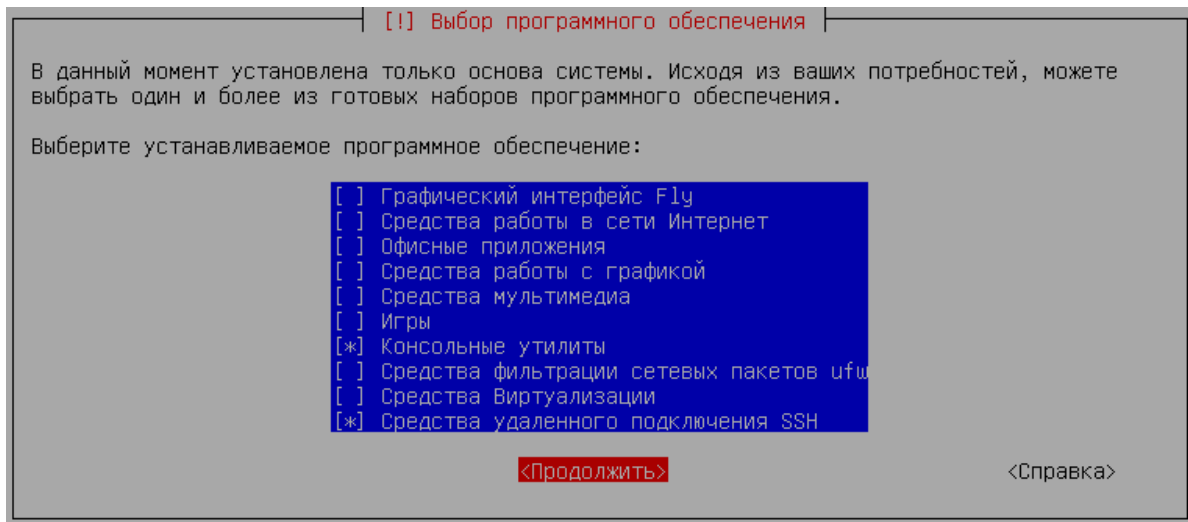 [!] Выбор программного обеспечения
В данный момент установлена только основа системы. Исходя из ваших потребностей, можете
выбрать один и более из готовых наборов программного обеспечения.
Выберите устанавливаемое программное обеспечение:
[ ] Графический интерфейс Fly
[ ] Средства работы в сети Интернет
[ ] Офисные приложения
[ ] Средства работы с графикой
[ ] Средства мультимедиа
[ ] Игры
[*] Консольные утилиты
[ ] Средства фильтрации сетевых пакетов ufw
[ ] Средства Виртуализации
[*] Средства удаленного подключения SSH
<Продолжить> <Справка>